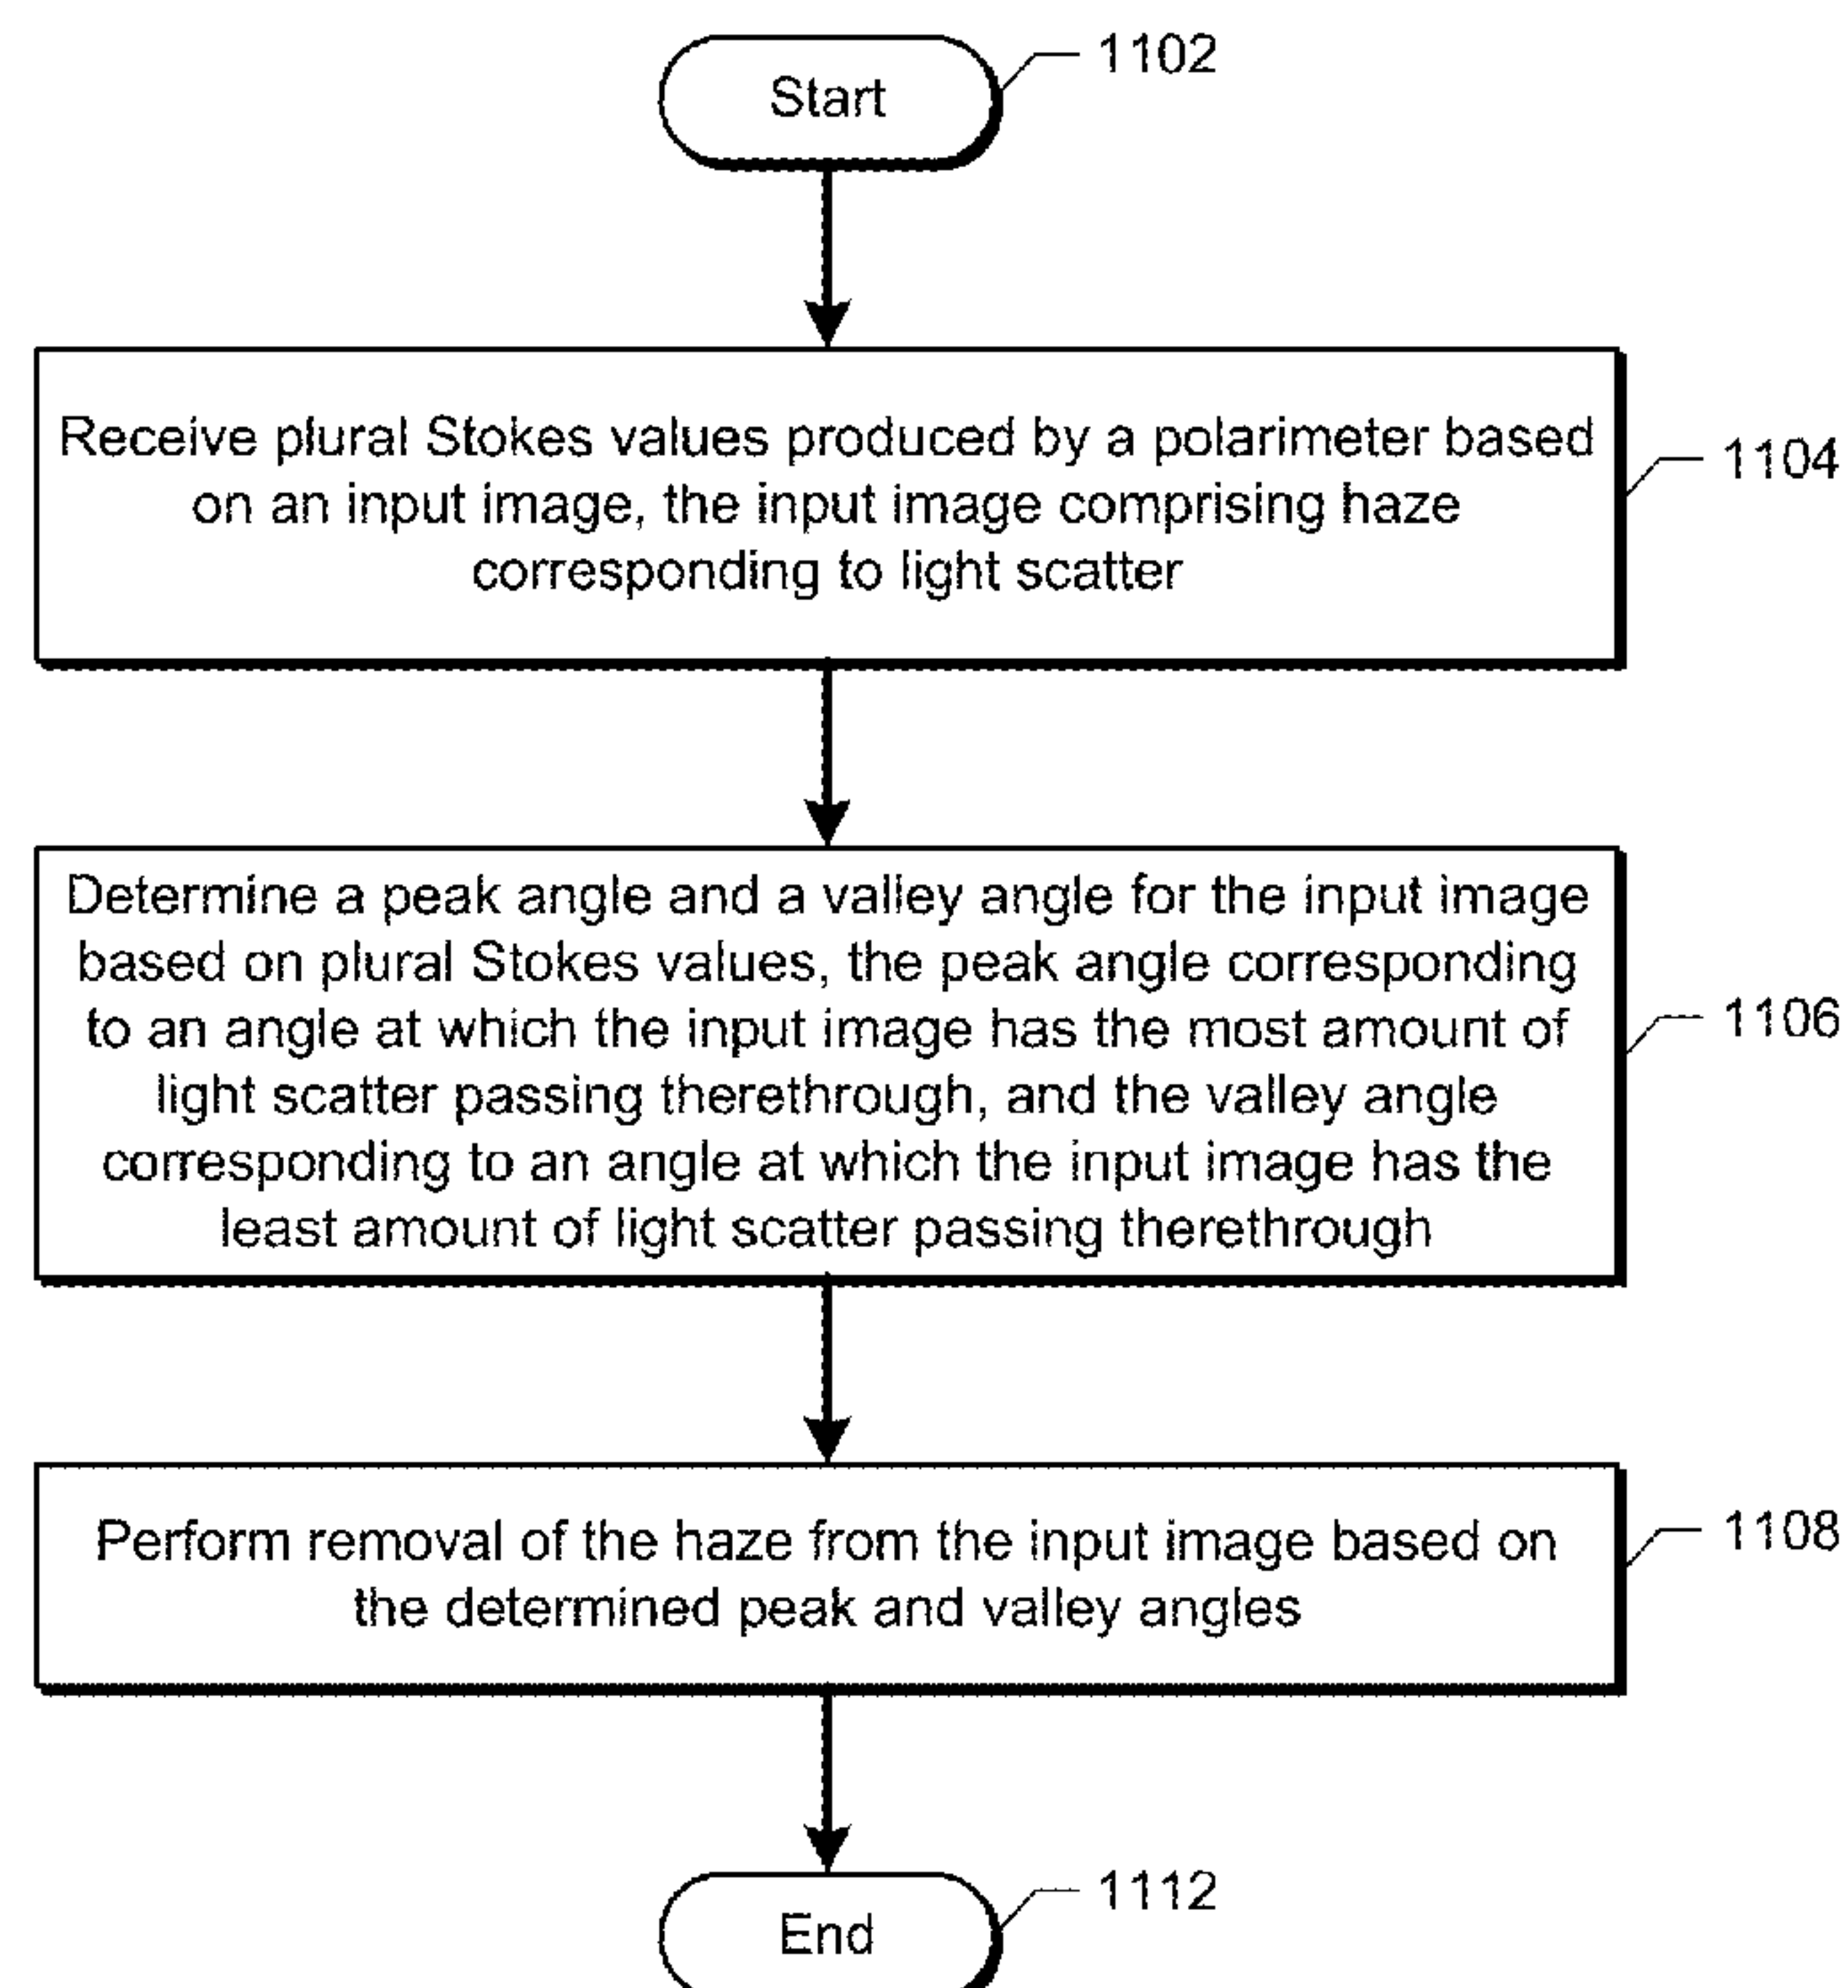 Start
1102
Receive plural Stokes values produced by a polarimeter based
on an input image, the input image comprising haze
corresponding to light scatter
1104
Determine a peak angle and a valley angle for the input image
based on plural Stokes values, the peak angle corresponding
to an angle at which the input image has the most amount of
light scatter passing therethrough, and the valley angle
corresponding to an angle at which the input image has the
least amount of light scatter passing therethrough
1106
Perform removal of the haze from the input image based on
the determined peak and valley angles
1108
End
1112